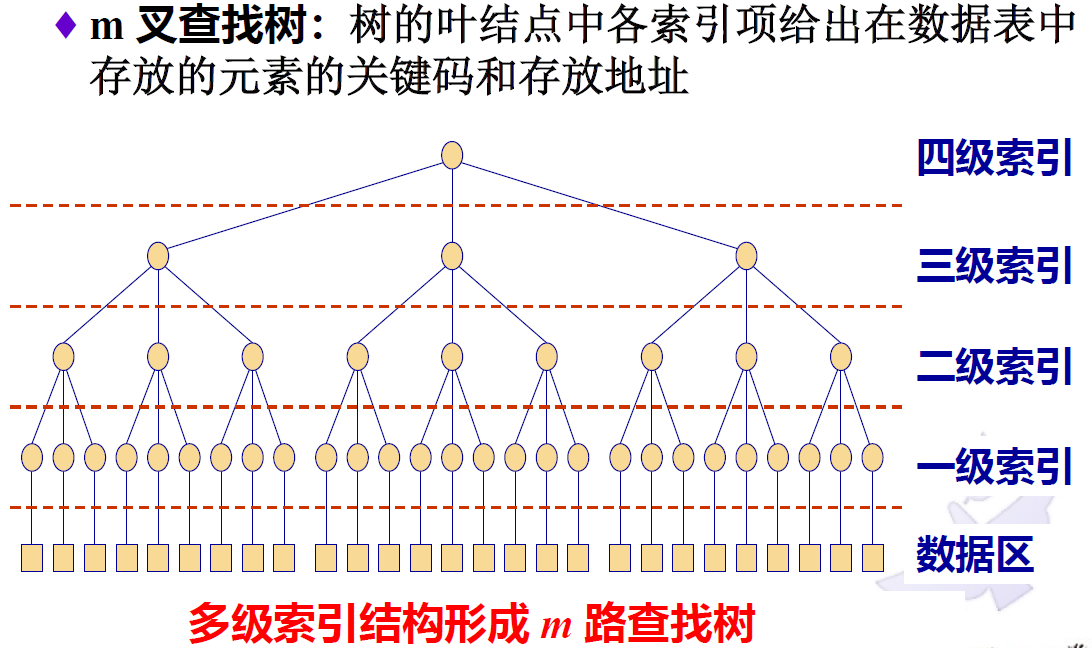 m 叉查找树：树的叶结点中各索引项给出在数据表中
存放的元素的关键码和存放地址
四级索引
三级索引
二级索引
一级索引
数据区
多级索引结构形成 m 路查找树